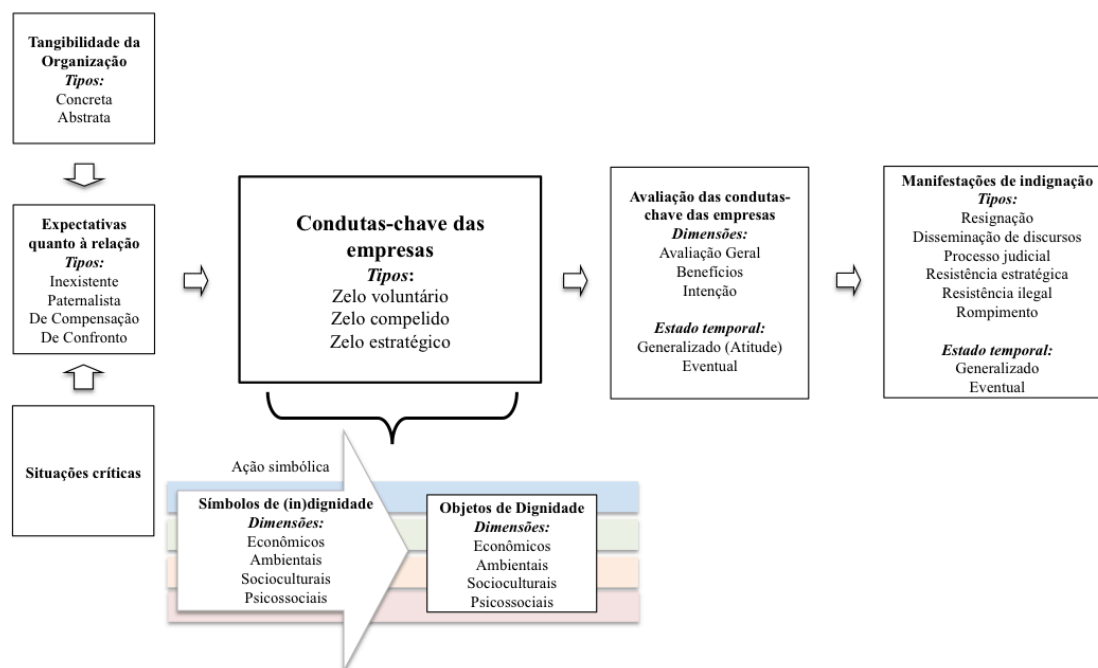 Tangibilidade da
Organização
Tipos:
Concreta
Abstrata
Expectativas
quanto à relação
Tipos:
Inexistente
Paternalista
De Compensação
De Confronto
Situações críticas
Condutas-chave das
empresas
Tipos:
Zelo voluntário
Zelo compelido
Zelo estratégico
Ação simbólica
Símbolos de (in)dignidade
Dimensões:
Econômicos
Ambientais
Socioculturais
Psicossociais
Objetos de Dignidade
Dimensões:
Econômicos
Ambientais
Socioculturais
Psicossociais
Avaliação das condutas-
chave das empresas
Dimensões:
Avaliação Geral
Benefícios
Intenção
Estado temporal:
Generalizado (Atitude)
Eventual
Manifestações de indignação
Tipos:
Resignação
Disseminação de discursos
Processo judicial
Resistência estratégica
Resistência ilegal
Rompimento
Estado temporal:
Generalizado
Eventual